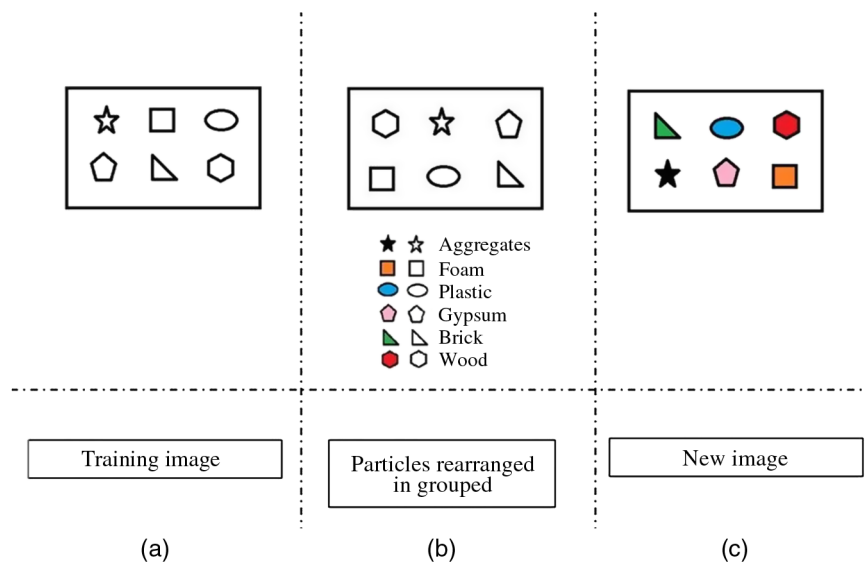 Aggregates
Foam
Plastic
Gypsum
Brick
Wood
Training image
Particles rearranged
in grouped
New image
(a)
(b)
(c)